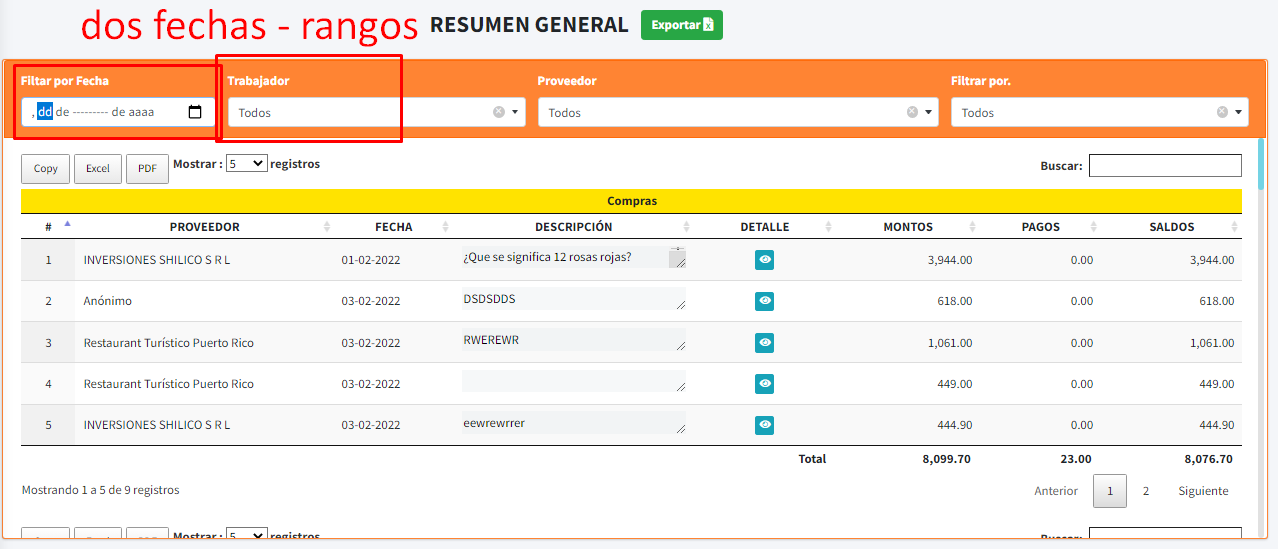 dos fechas - rangos RESUMEN GENERAL Exportar
Filtar por Fecha Trabajador Proveedor Filtrar por.
, dd de --------- de aaaa Todos Todos Todos
Copy Excel PDF Mostrar : 5 registros Buscar:
Compras
# PROVEEDOR FECHA DESCRIPCIÓN DETALLE MONTOS PAGOS SALDOS
1 INVERSIONES SHILICO S R L 01-02-2022 ¿Que se significa 12 rosas rojas? 3,944.00 0.00 3,944.00
2 Anónimo 03-02-2022 DSDSDDS 618.00 0.00 618.00
3 Restaurant Turístico Puerto Rico 03-02-2022 RWEREWR 1,061.00 0.00 1,061.00
4 Restaurant Turístico Puerto Rico 03-02-2022 449.00 0.00 449.00
5 INVERSIONES SHILICO S R L 03-02-2022 eewrewrrer 444.90 0.00 444.90
Total 8,099.70 23.00 8,076.70
Mostrando 1 a 5 de 9 registros Anterior 1 2 Siguiente
Mostrar : 5 registros